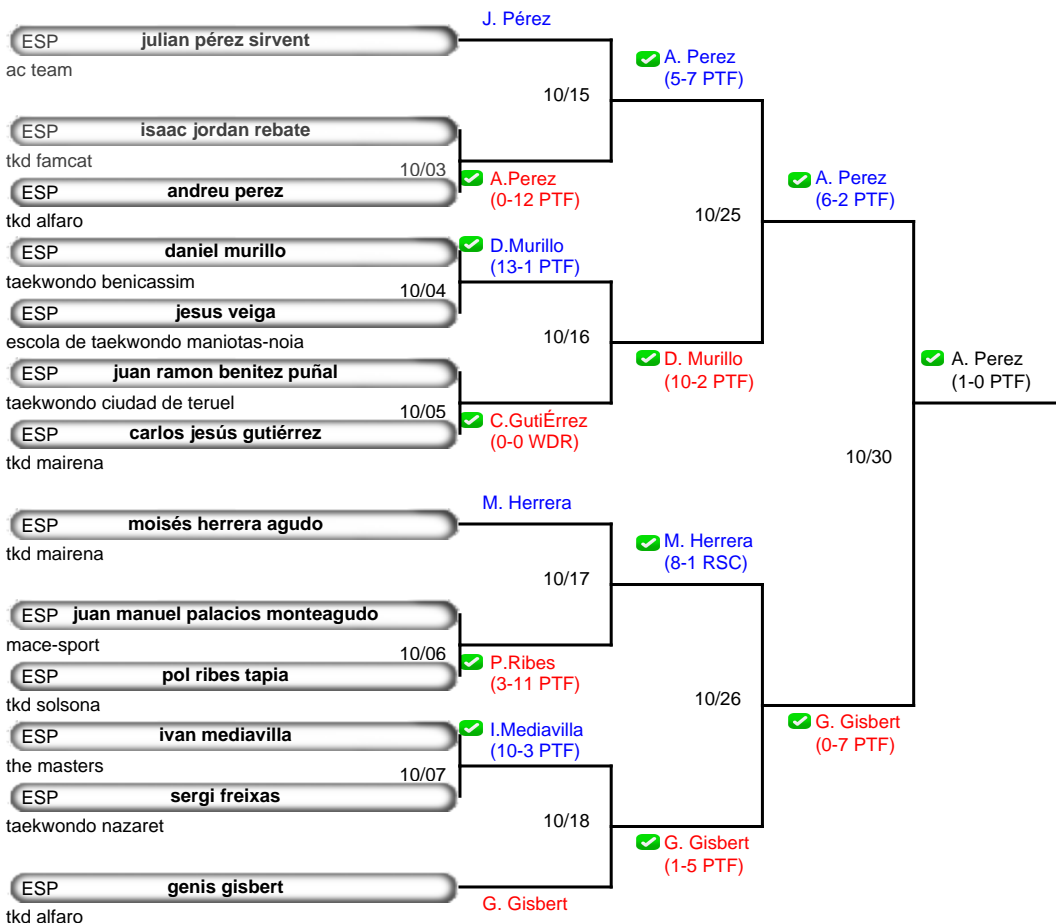 J. Pérez
ESP julian pérez sirvent
ac team
A. Perez
(5-7 PTF)
10/15
ESP isaac jordan rebate
tkd famcat
10/03
A.Perez
(0-12 PTF)
ESP andreu perez
tkd alfaro
A. Perez
(6-2 PTF)
10/25
ESP daniel murillo
D.Murillo
(13-1 PTF)
taekwondo benicassim
10/04
ESP jesus veiga
escola de taekwondo maniotas-noia
10/16
D. Murillo
(10-2 PTF)
ESP juan ramon benitez puñal
taekwondo ciudad de teruel
10/05
C.GutiÉrrez
(0-0 WDR)
ESP carlos jesús gutiérrez
tkd mairena
A. Perez
(1-0 PTF)
10/30
M. Herrera
ESP moisés herrera agudo
tkd mairena
M. Herrera
(8-1 RSC)
10/17
ESP juan manuel palacios monteagudo
mace-sport
10/06
P.Ribes
(3-11 PTF)
ESP pol ribes tapia
tkd solsona
10/26
G. Gisbert
(0-7 PTF)
ESP ivan mediavilla
I.Mediavilla
(10-3 PTF)
the masters
10/07
ESP sergi freixas
taekwondo nazaret
10/18
G. Gisbert
(1-5 PTF)
ESP genis gisbert
G. Gisbert
tkd alfaro